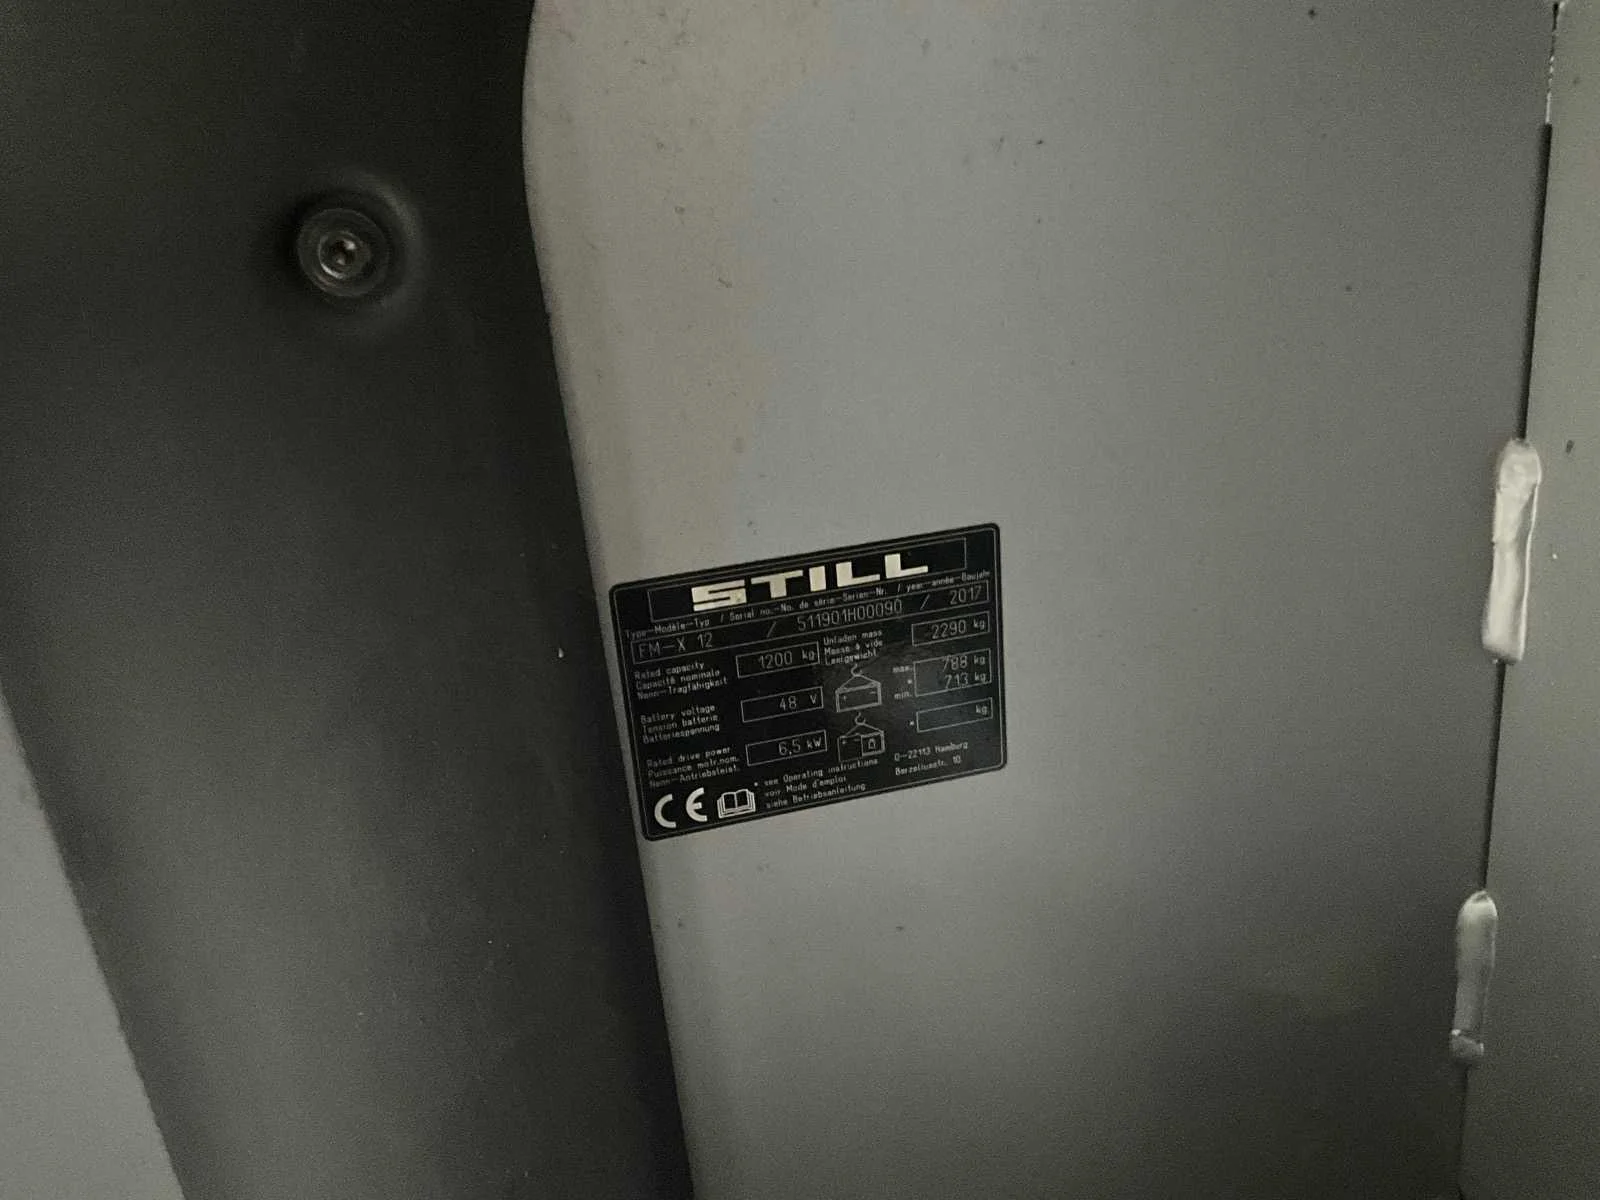 STILL
Type-Modèle-Typ / Serial no.-No. de série-Serien-Nr. / year-année-Baujahr
FM-X 12 / 511901H00090 / 2017
Rated capacity
Capacité nominale
Nenn-Tragfähigkeit
1200 kg
Unladen mass
Masse à vide
Leergewicht
2290 kg
Battery voltage
Tension batterie
Batteriespannung
48 V
max. 788 kg
*
min. 713 kg
Rated drive power
Puissance motr.nom.
Nenn-Antriebsleist.
6,5 kW
* kg
* see Operating instructions
voir Mode d'emploi
siehe Betriebsanleitung
D-22113 Hamburg
Berzeliusstr. 10
CE